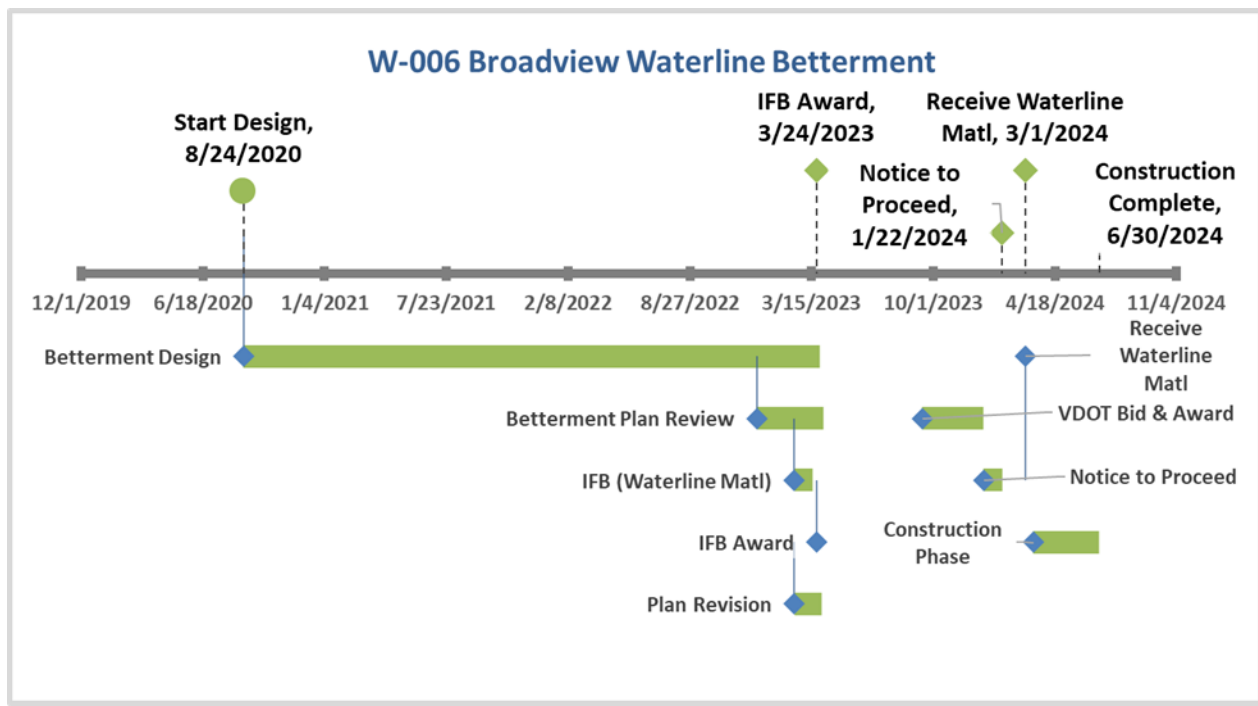 W-006 Broadview Waterline Betterment
Start Design,
8/24/2020
IFB Award,
3/24/2023
Receive Waterline
Matl, 3/1/2024
Notice to
Proceed,
1/22/2024
Construction
Complete,
6/30/2024
12/1/2019 6/18/2020 1/4/2021 7/23/2021 2/8/2022 8/27/2022 3/15/2023 10/1/2023 4/18/2024 11/4/2024
Betterment Design
Receive
Waterline
Matl
Betterment Plan Review
VDOT Bid & Award
IFB (Waterline Matl)
Notice to Proceed
IFB Award
Construction
Phase
Plan Revision